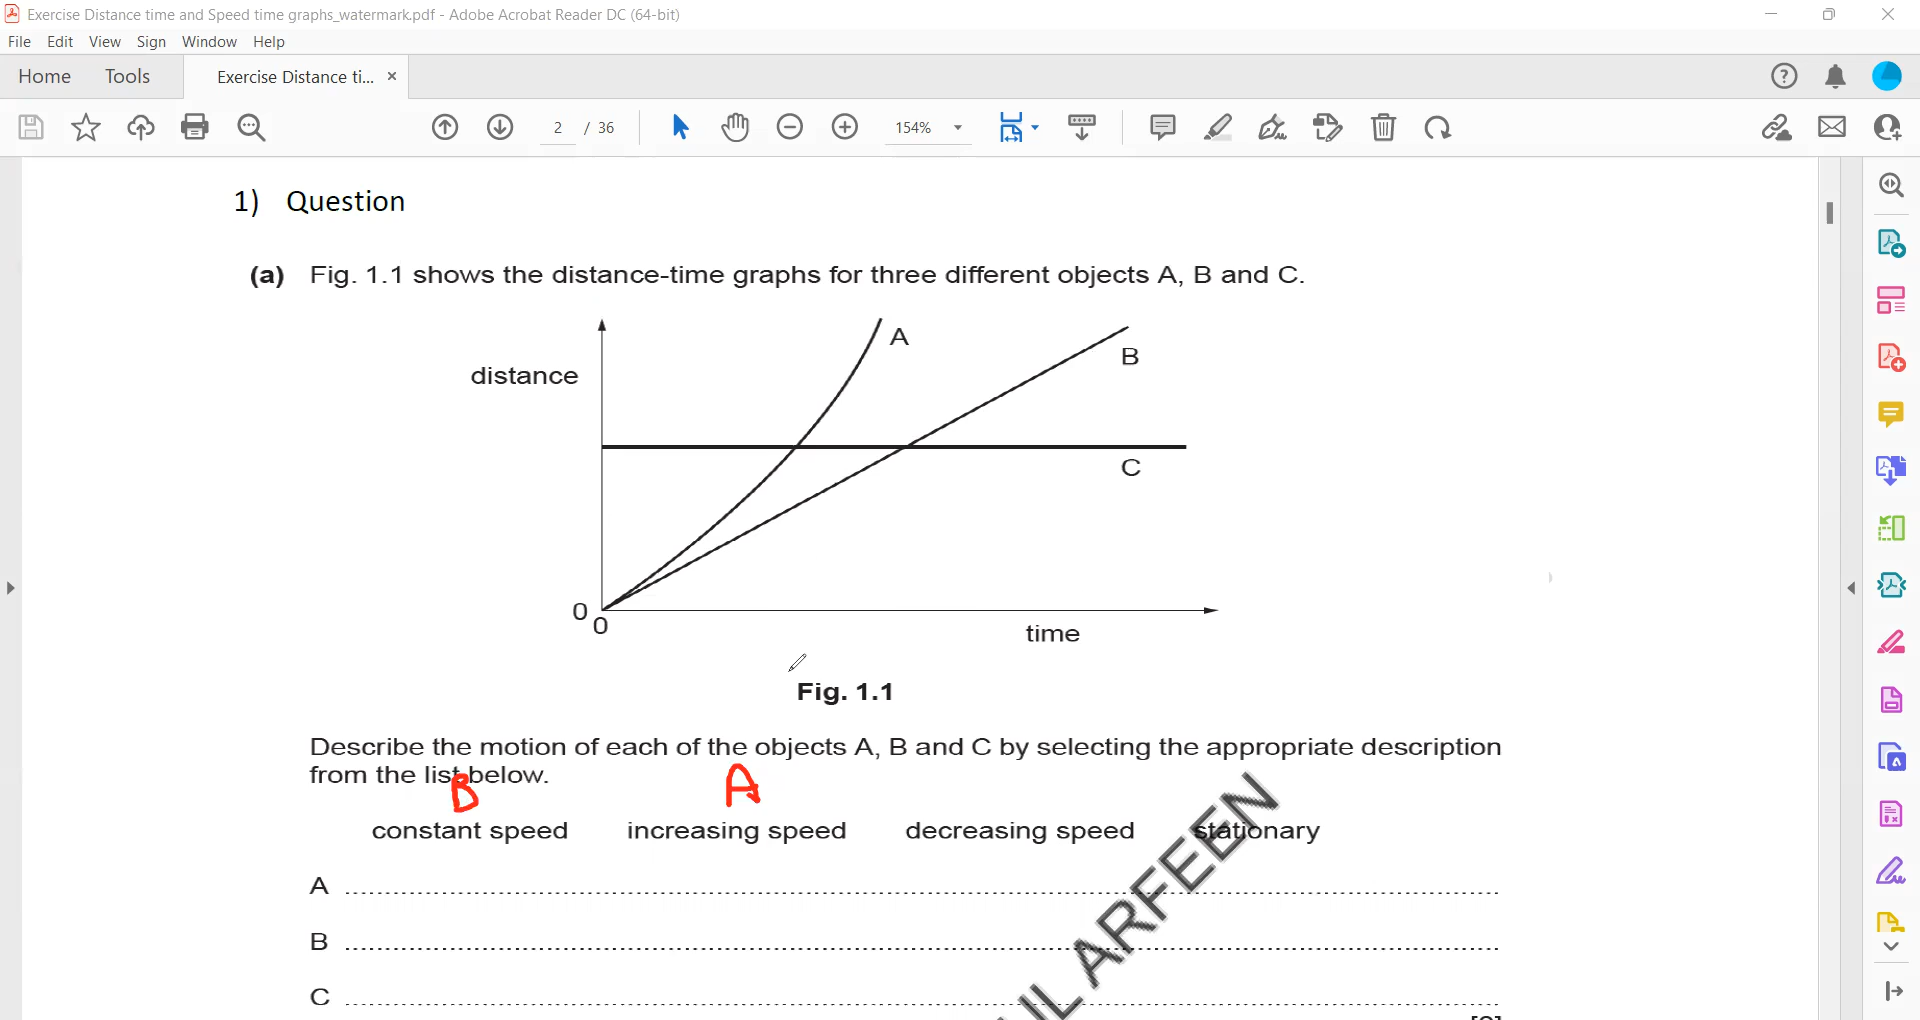 Exercise Distance time and Speed time graphs_watermark.pdf - Adobe Acrobat Reader DC (64-bit)
File Edit View Sign Window Help
Home Tools Exercise Distance ti... ×
2 / 36 154%
1) Question
(a) Fig. 1.1 shows the distance-time graphs for three different objects A, B and C.
A
B
distance
C
0
0
time
Fig. 1.1
Describe the motion of each of the objects A, B and C by selecting the appropriate description
from the list below.
B A
constant speed increasing speed decreasing speed stationary
A ........................................................................
B ........................................................................
C ........................................................................
ARFEEN